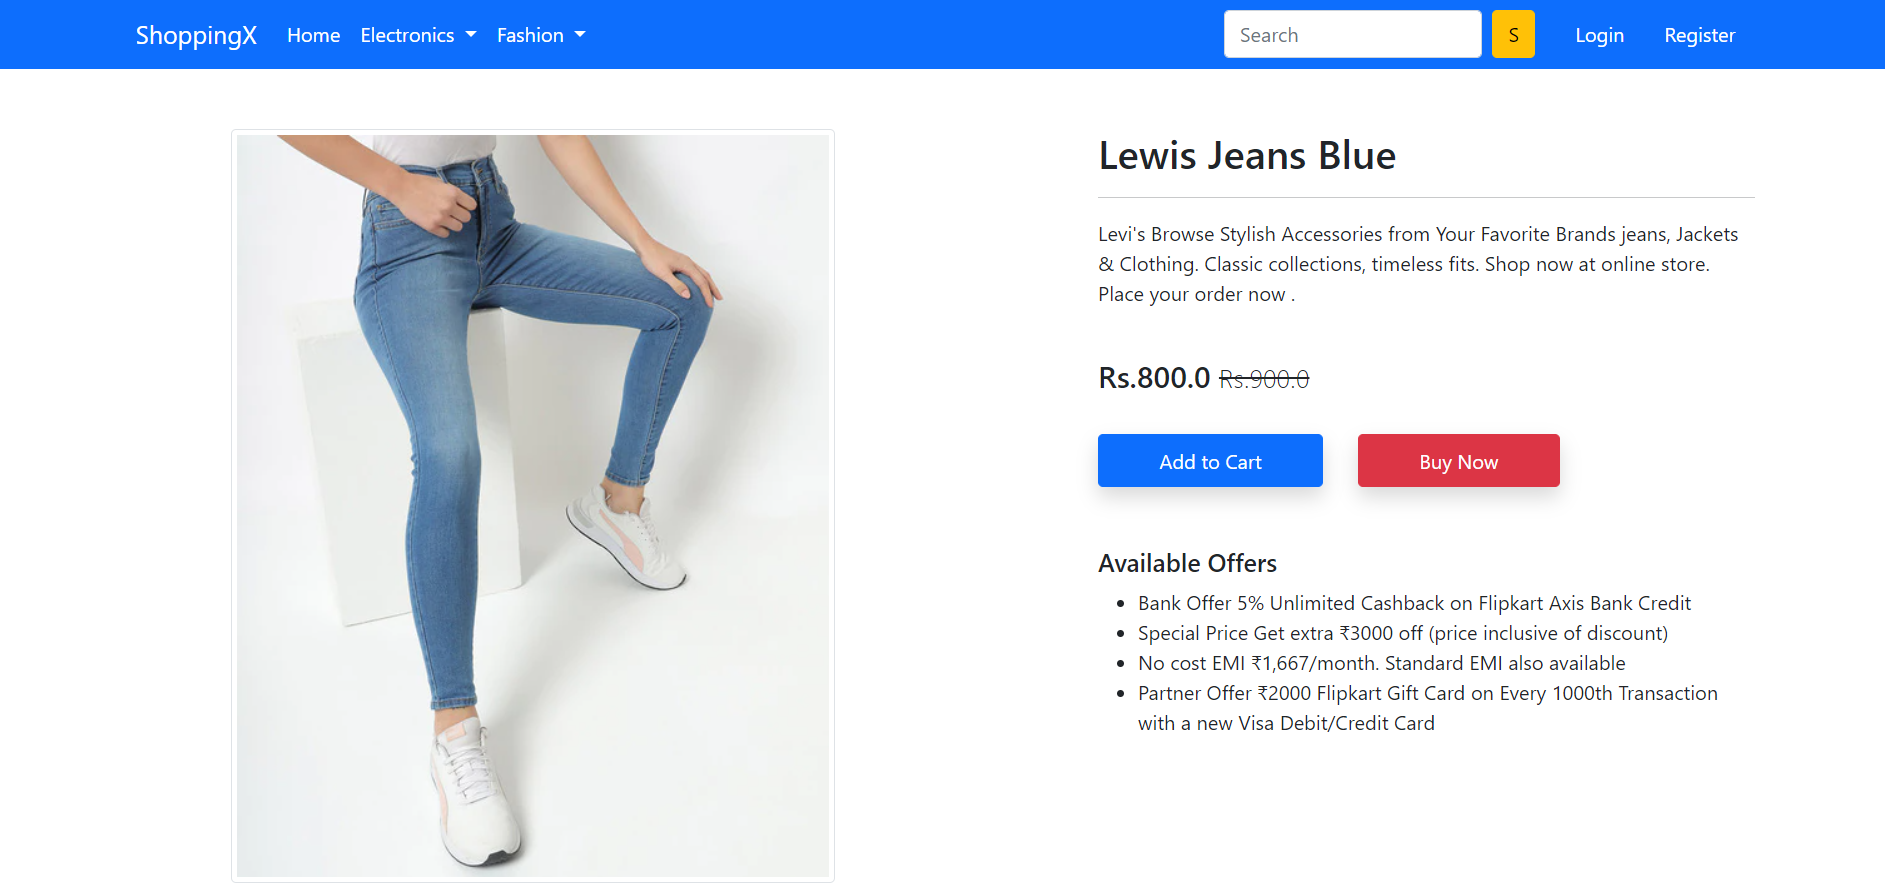 ShoppingX Home Electronics Fashion Search S Login Register
Lewis Jeans Blue
Levi's Browse Stylish Accessories from Your Favorite Brands jeans, Jackets
& Clothing. Classic collections, timeless fits. Shop now at online store.
Place your order now .
Rs.800.0 Rs.900.0
Add to Cart Buy Now
Available Offers
Bank Offer 5% Unlimited Cashback on Flipkart Axis Bank Credit
Special Price Get extra ₹3000 off (price inclusive of discount)
No cost EMI ₹1,667/month. Standard EMI also available
Partner Offer ₹2000 Flipkart Gift Card on Every 1000th Transaction
with a new Visa Debit/Credit Card